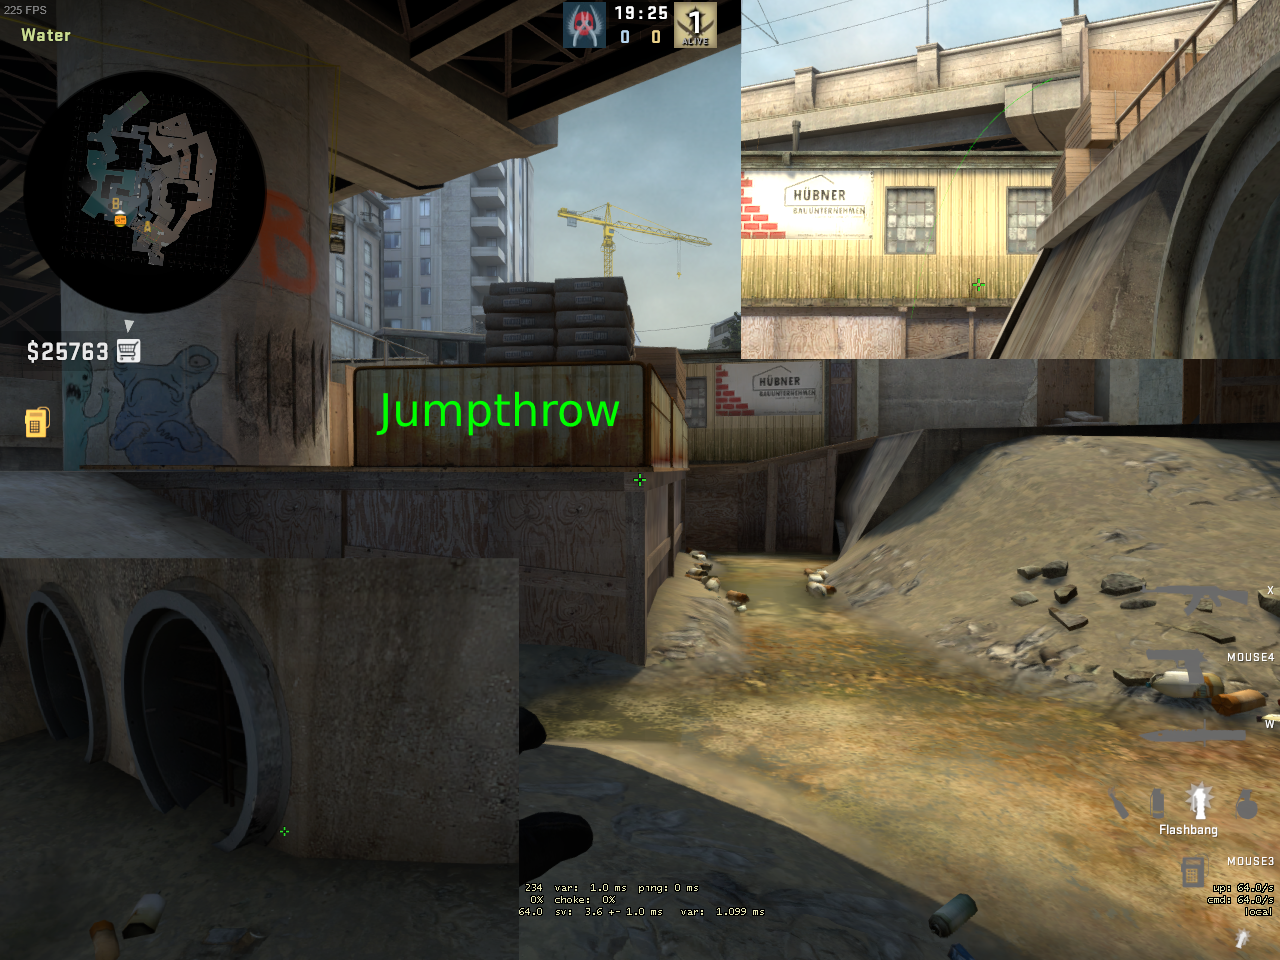 225 FPS
Water
19:25
0 0
1
ALIVE
B
A
B
$25763
HÜBNER
BAUUNTERNEHMEN
Jumpthrow
HÜBNER
BAUUNTERNEHMEN
X
MOUSE4
W
Flashbang
MOUSE3
234 var: 1.0 ms ping: 0 ms
0% choke: 0%
64.0 sv: 3.6 +- 1.0 ms var: 1.099 ms
up: 64.0/s
cmd: 64.0/s
local